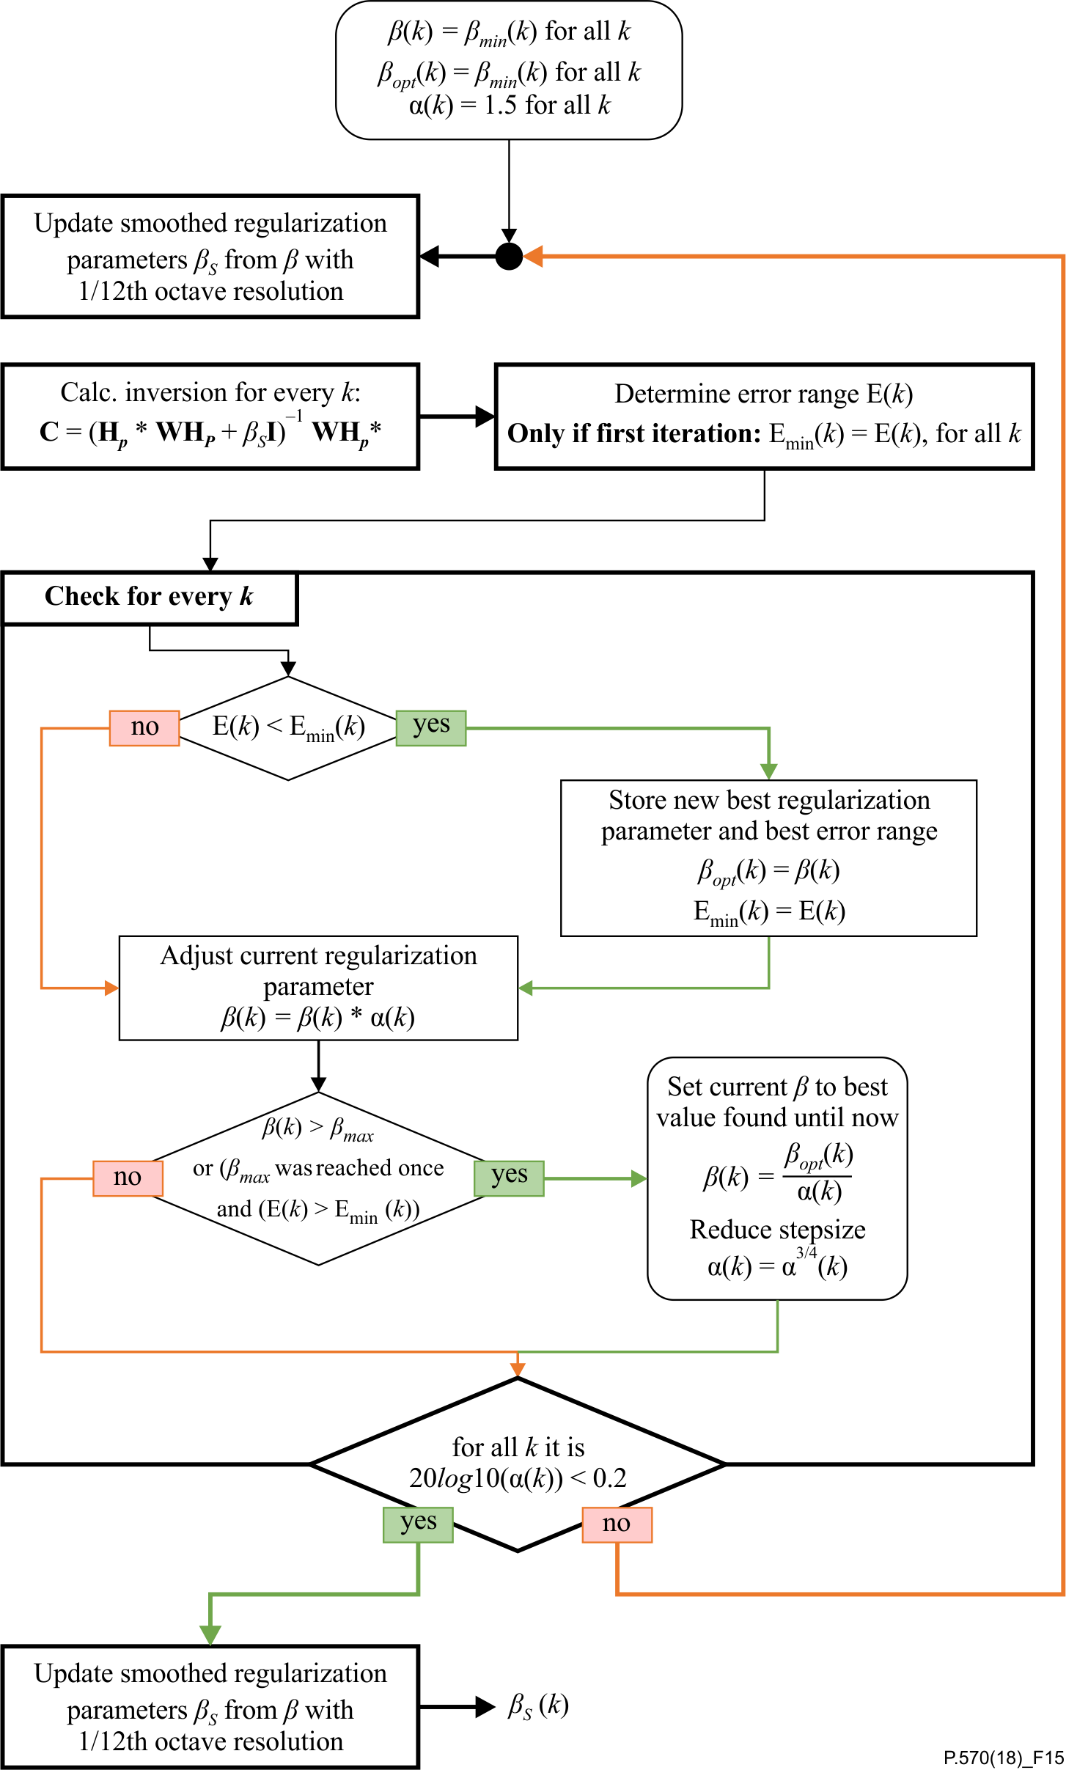 β(k) = βmin(k) for all k
βopt(k) = βmin(k) for all k
α(k) = 1.5 for all k
Update smoothed regularization
parameters βS from β with
1/12th octave resolution
Calc. inversion for every k:
C = (Hp * WHP + βSI)–1 WHp*
Determine error range E(k)
Only if first iteration: Emin(k) = E(k), for all k
Check for every k
E(k) < Emin(k)
no
yes
Store new best regularization
parameter and best error range
βopt(k) = β(k)
Emin(k) = E(k)
Adjust current regularization
parameter
β(k) = β(k) * α(k)
β(k) > βmax
or (βmax was reached once
and (E(k) > Emin (k))
no
yes
Set current β to best
value found until now
β(k) = βopt(k)/α(k)
Reduce stepsize
α(k) = α3/4(k)
for all k it is
20log10(α(k)) < 0.2
yes
no
Update smoothed regularization
parameters βS from β with
1/12th octave resolution
βS (k)
P.570(18)_F15